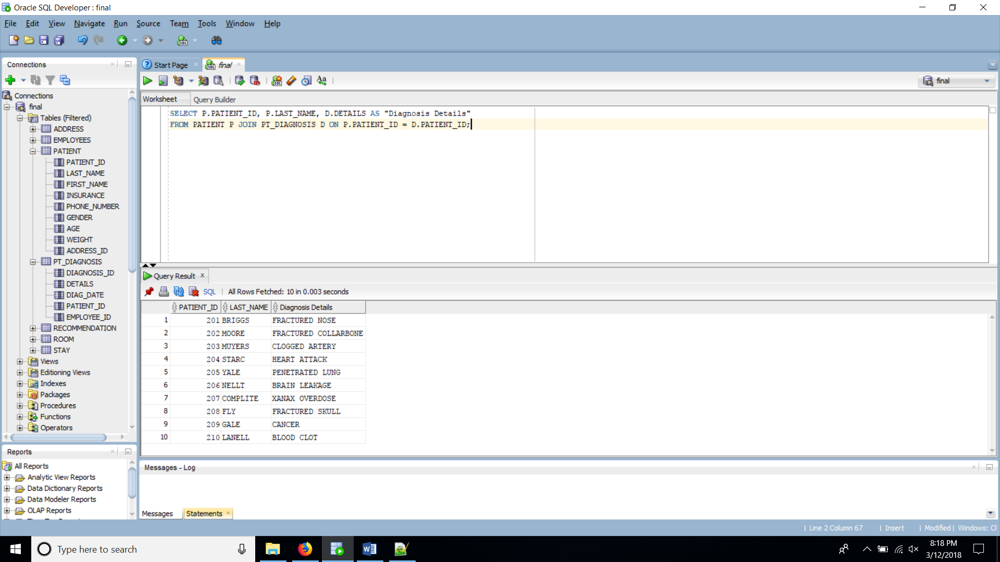 Oracle SQL Developer : final
File Edit View Navigate Run Source Team Tools Window Help
Connections
Start Page
final
final
Connections
final
Tables (Filtered)
ADDRESS
EMPLOYEES
PATIENT
PATIENT_ID
LAST_NAME
FIRST_NAME
INSURANCE
PHONE_NUMBER
GENDER
AGE
WEIGHT
ADDRESS_ID
PT_DIAGNOSIS
DIAGNOSIS_ID
DETAILS
DIAG_DATE
PATIENT_ID
EMPLOYEE_ID
RECOMMENDATION
ROOM
STAY
Views
Editioning Views
Indexes
Packages
Procedures
Functions
Operators
Reports
All Reports
Analytic View Reports
Data Dictionary Reports
Data Modeler Reports
OLAP Reports
Worksheet Query Builder
SELECT P.PATIENT_ID, P.LAST_NAME, D.DETAILS AS "Diagnosis Details"
FROM PATIENT P JOIN PT_DIAGNOSIS D ON P.PATIENT_ID = D.PATIENT_ID;
Query Result
SQL | All Rows Fetched: 10 in 0.003 seconds
PATIENT_ID LAST_NAME Diagnosis Details
1 201 BRIGGS FRACTURED NOSE
2 202 MOORE FRACTURED COLLARBONE
3 203 MUYERS CLOGGED ARTERY
4 204 STARC HEART ATTACK
5 205 YALE PENETRATED LUNG
6 206 NELLT BRAIN LEAKAGE
7 207 COMPLITE XANAX OVERDOSE
8 208 FLY FRACTURED SKULL
9 209 GALE CANCER
10 210 LANELL BLOOD CLOT
Messages - Log
Messages Statements
| Line 2 Column 67 | Insert | Modified | Windows: CF
Type here to search
8:18 PM
3/12/2018